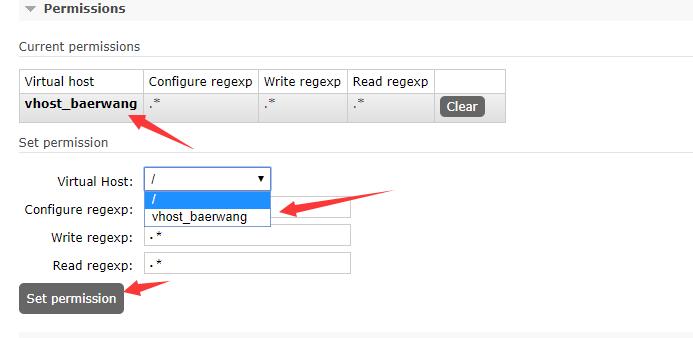 Permissions
Current permissions
Virtual host Configure regexp Write regexp Read regexp
vhost_baerwang .* .* .* Clear
Set permission
Virtual Host: /
/
Configure regexp:
vhost_baerwang
Write regexp: .*
Read regexp: .*
Set permission